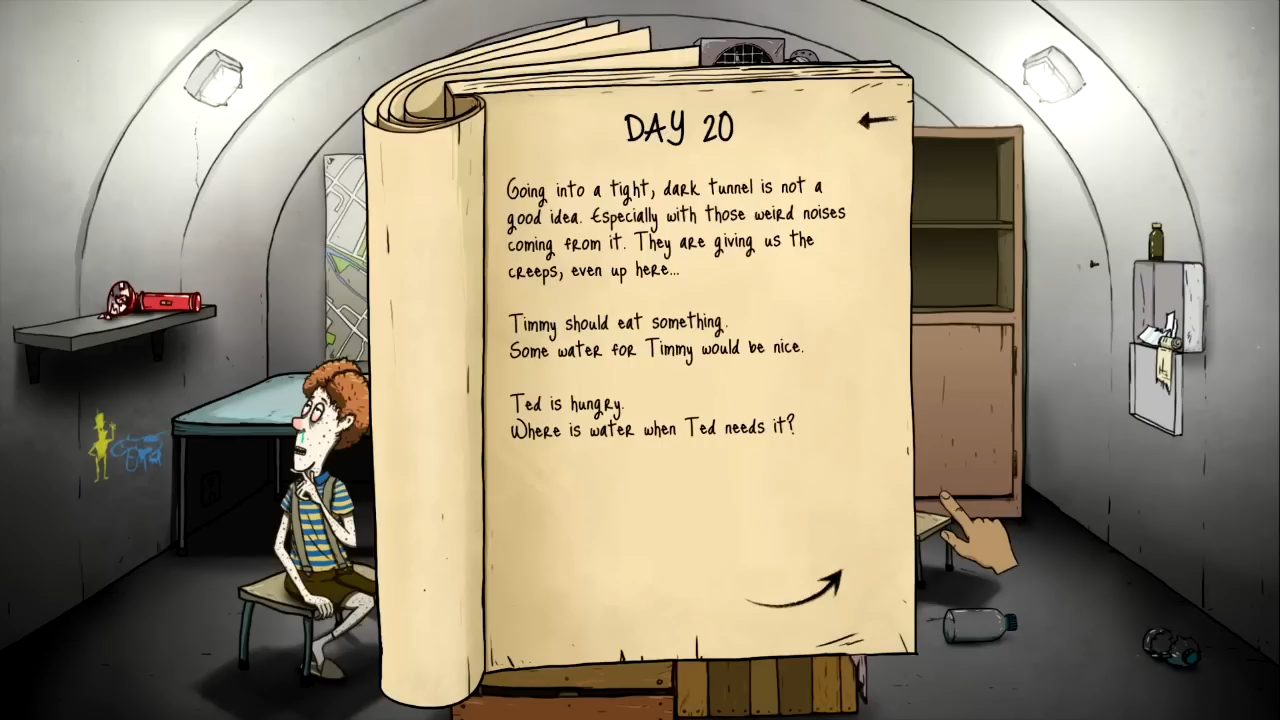 DAY 20
Going into a tight, dark tunnel is not a
good idea. Especially with those weird noises
coming from it. They are giving us the
creeps, even up here...
Timmy should eat something.
Some water for Timmy would be nice.
Ted is hungry.
Where is water when Ted needs it?